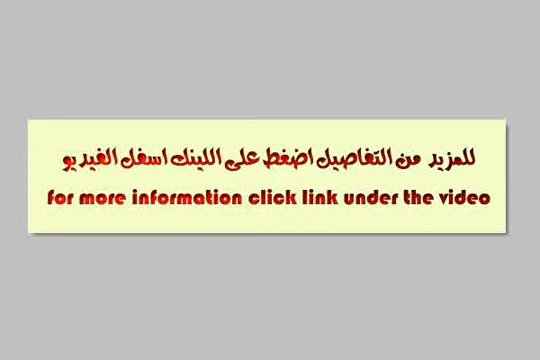 للمزيد من التفاصيل اضغط على اللينك اسفل الفيديو
for more information click link under the video